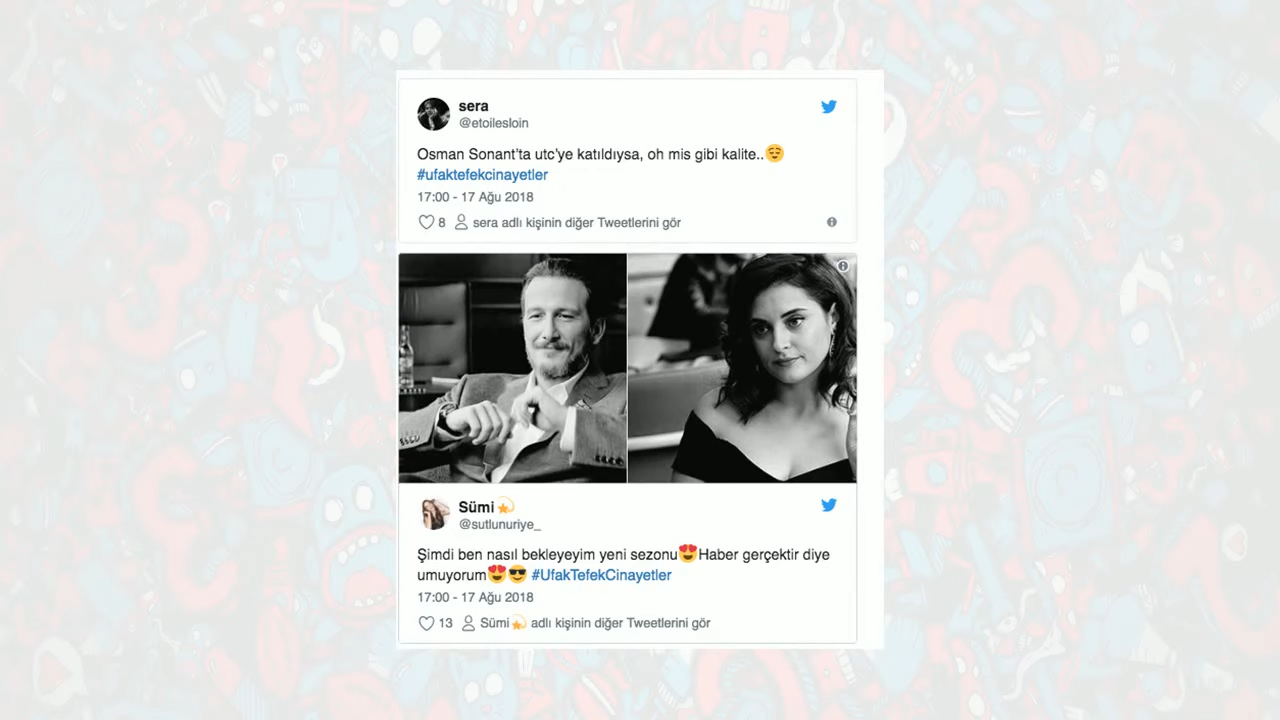 sera
@etoilesloin
Osman Sonant'ta utc'ye katıldıysa, oh mis gibi kalite..😌
#ufaktefekcinayetler
17:00 - 17 Ağu 2018
8 sera adlı kişinin diğer Tweetlerini gör
Sümi💫
@sutlunuriye_
Şimdi ben nasıl bekleyeyim yeni sezonu😍Haber gerçektir diye
umuyorum😍😎 #UfakTefekCinayetler
17:00 - 17 Ağu 2018
13 Sümi💫 adlı kişinin diğer Tweetlerini gör